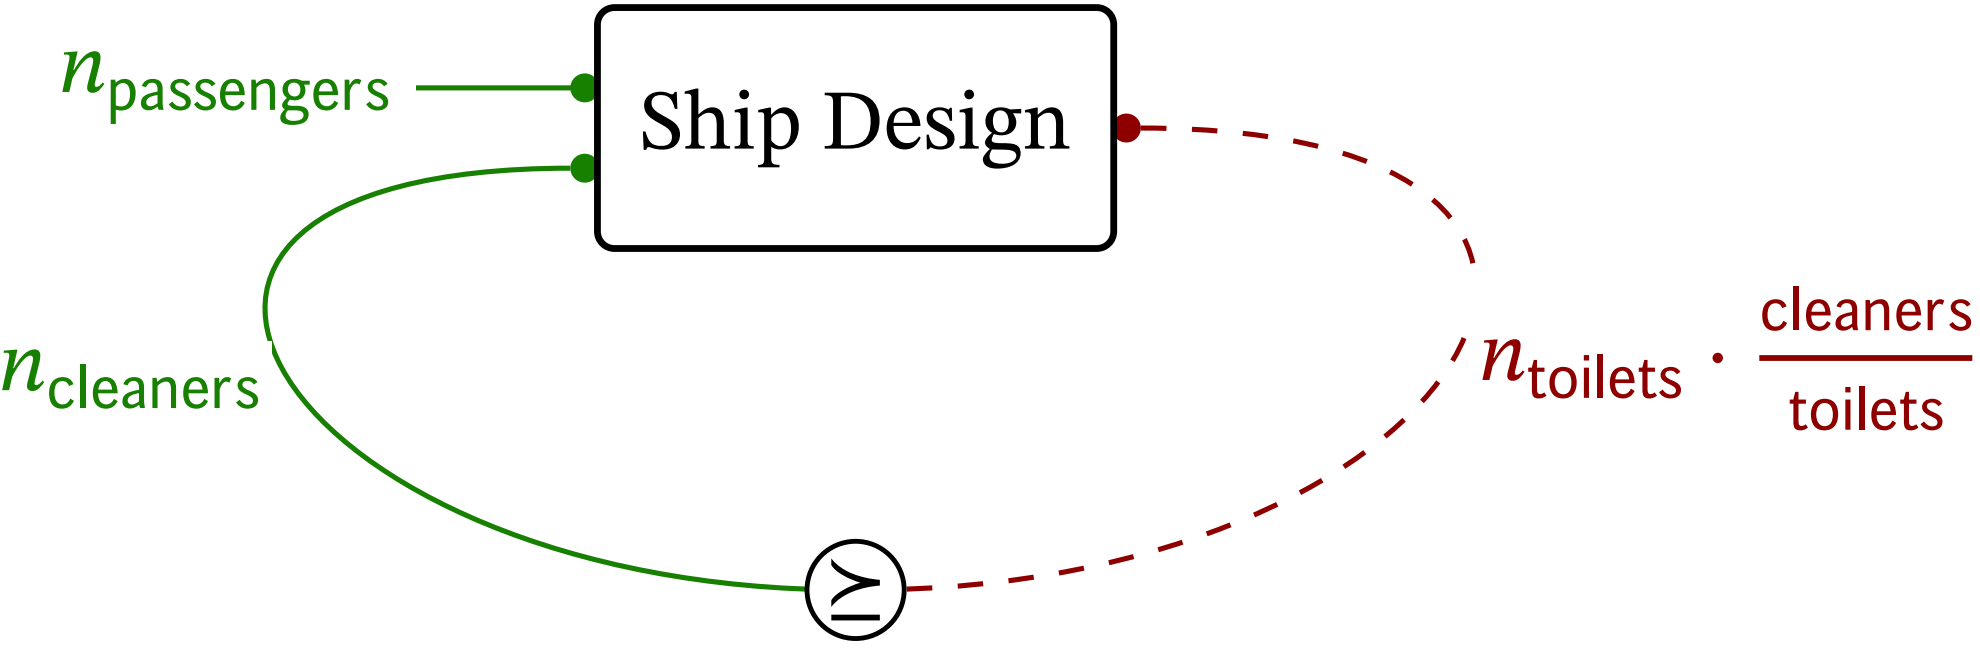 n_passengers
Ship Design
n_cleaners
n_toilets · cleaners/toilets
⪰